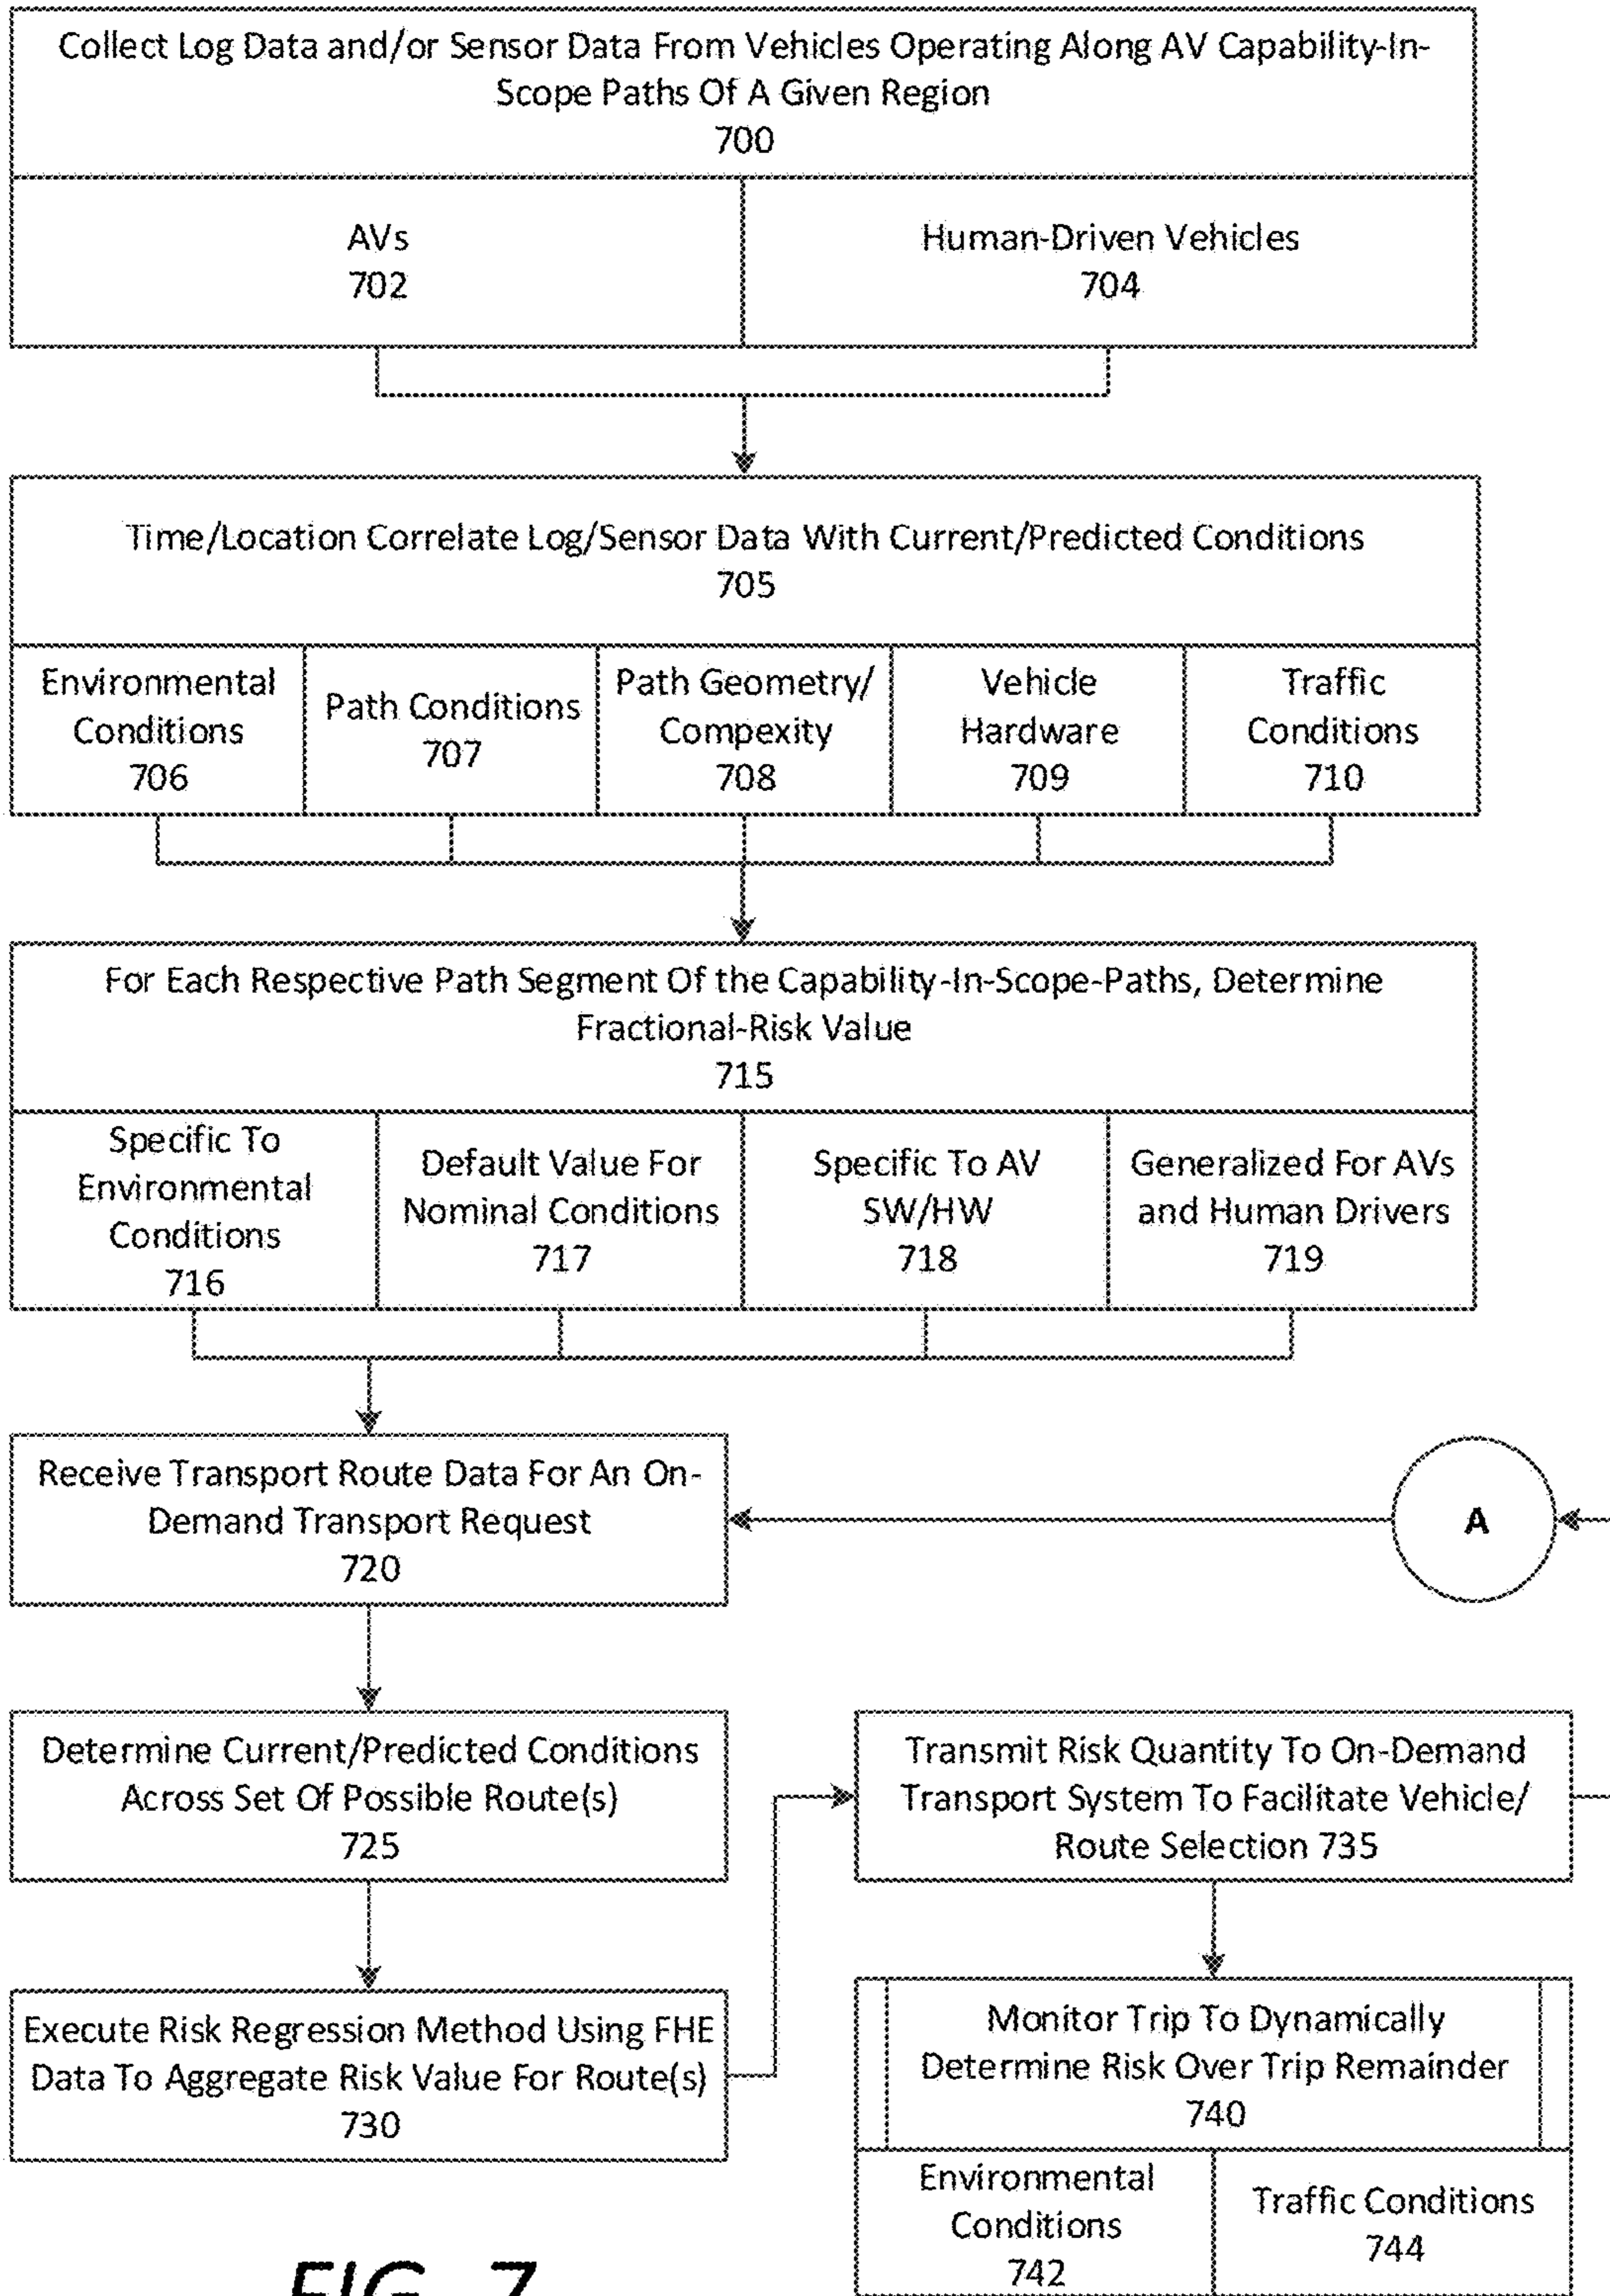 Collect Log Data and/or Sensor Data From Vehicles Operating Along AV Capability-In-
Scope Paths Of A Given Region
700
AVs
702
Human-Driven Vehicles
704
Time/Location Correlate Log/Sensor Data With Current/Predicted Conditions
705
Environmental
Conditions
706
Path Conditions
707
Path Geometry/
Compexity
708
Vehicle
Hardware
709
Traffic
Conditions
710
For Each Respective Path Segment Of the Capability-In-Scope-Paths, Determine
Fractional-Risk Value
715
Specific To
Environmental
Conditions
716
Default Value For
Nominal Conditions
717
Specific To AV
SW/HW
718
Generalized For AVs
and Human Drivers
719
Receive Transport Route Data For An On-
Demand Transport Request
720
A
Determine Current/Predicted Conditions
Across Set Of Possible Route(s)
725
Execute Risk Regression Method Using FHE
Data To Aggregate Risk Value For Route(s)
730
Transmit Risk Quantity To On-Demand
Transport System To Facilitate Vehicle/
Route Selection 735
Monitor Trip To Dynamically
Determine Risk Over Trip Remainder
740
Environmental
Conditions
742
Traffic Conditions
744
FIG. 7